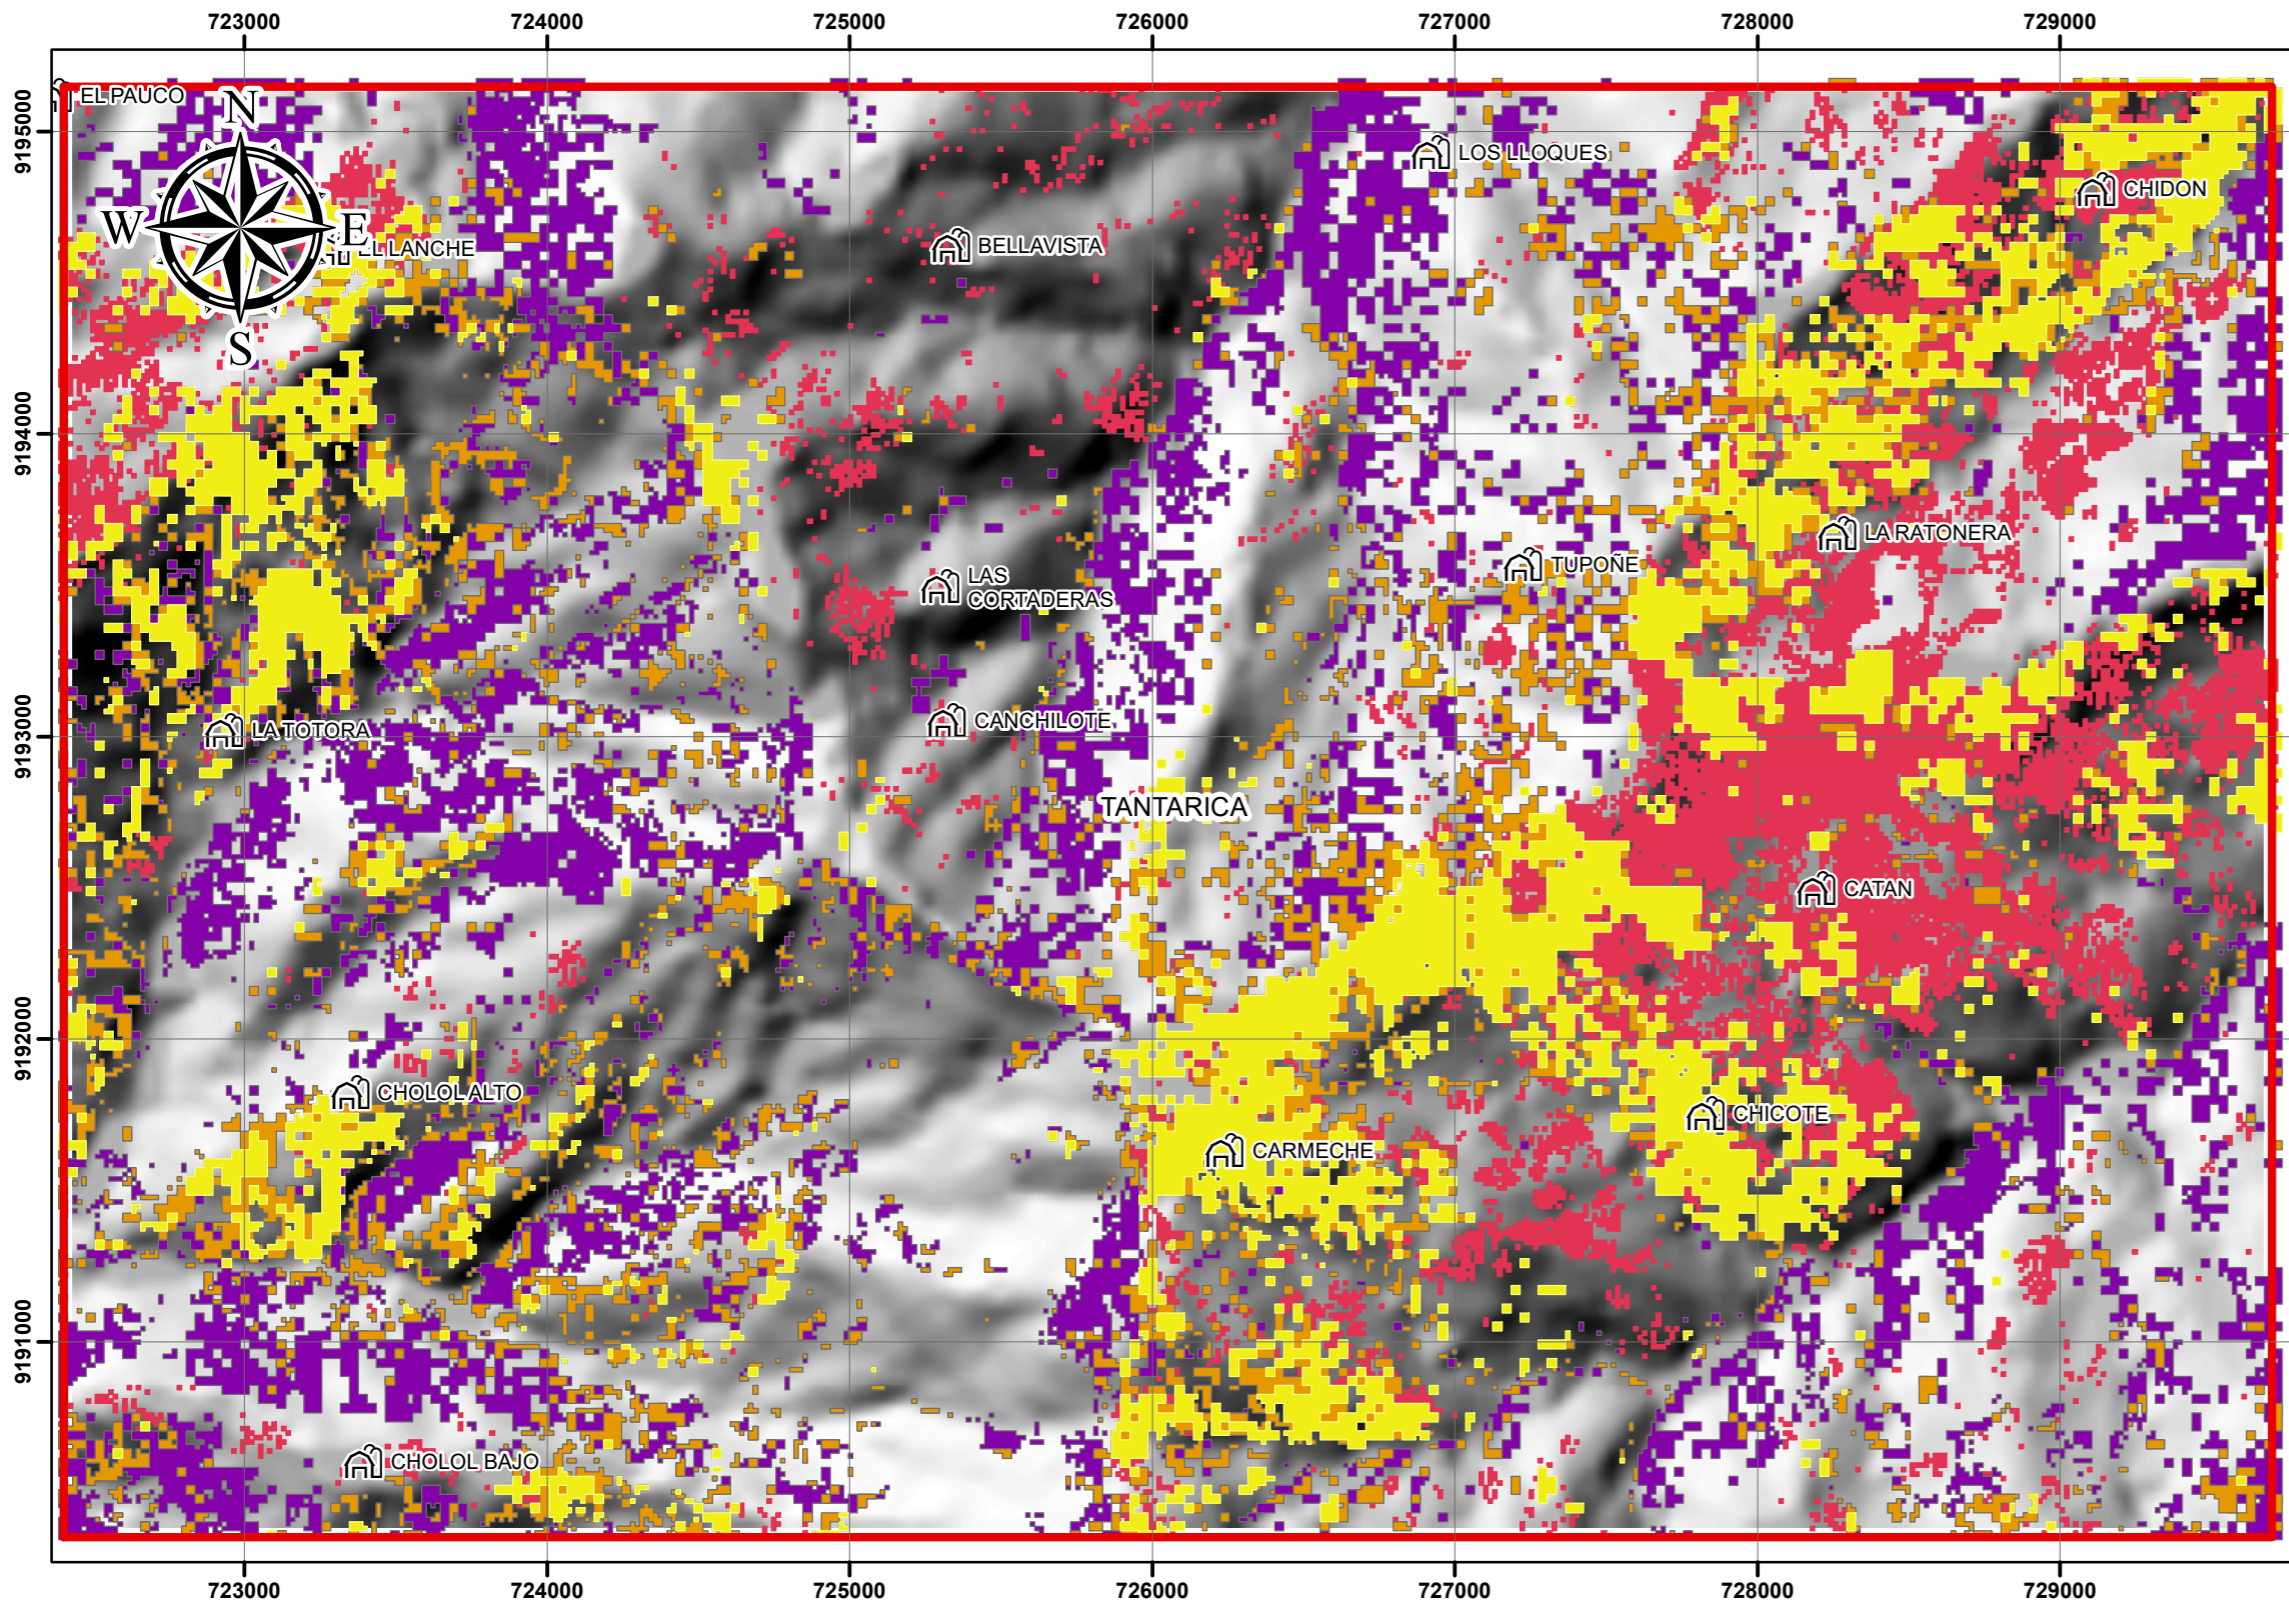 723000 724000 725000 726000 727000 728000 729000
9195000
9194000
9193000
9192000
9191000
EL PAUCO
N
W
E
S
EL LANCHE
BELLAVISTA
LOS LLOQUES
CHIDON
LA RATONERA
TUPOÑE
LAS
CORTADERAS
CANCHILOTE
LA TOTORA
TANTARICA
CATAN
CHOLOL ALTO
CHICOTE
CARMECHE
CHOLOL BAJO
723000 724000 725000 726000 727000 728000 729000